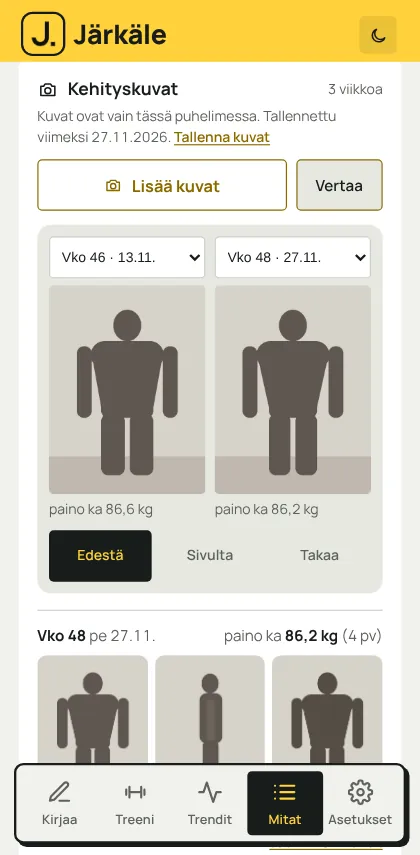 J. Järkäle
Kehityskuvat 3 viikkoa
Kuvat ovat vain tässä puhelimessa. Tallennettu
viimeksi 27.11.2026. Tallenna kuvat
Lisää kuvat Vertaa
Vko 46 · 13.11. Vko 48 · 27.11.
paino ka 86,6 kg paino ka 86,2 kg
Edestä Sivulta Takaa
Vko 48 pe 27.11. paino ka 86,2 kg (4 pv)
Kirjaa Treeni Trendit Mitat Asetukset